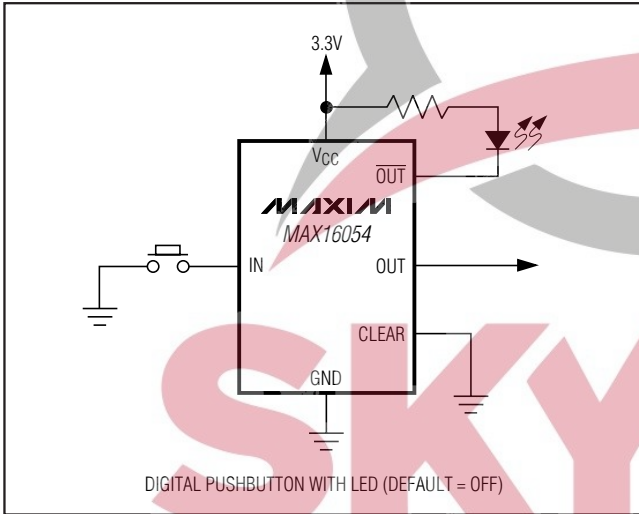 3.3V
VCC
OUT
MAXIM
MAX16054
IN
OUT
CLEAR
GND
DIGITAL PUSHBUTTON WITH LED (DEFAULT = OFF)
SKY